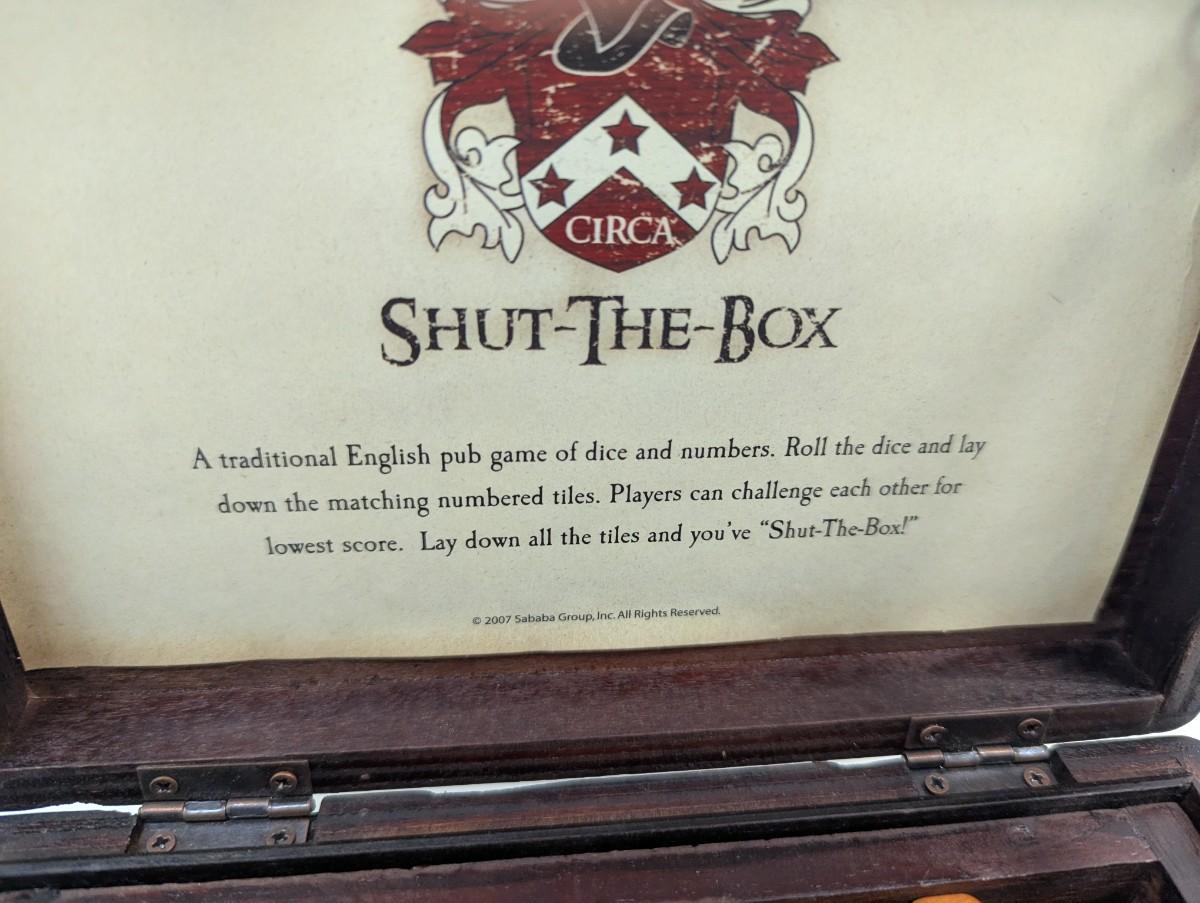 CIRCA
SHUT-THE-BOX
A traditional English pub game of dice and numbers. Roll the dice and lay
down the matching numbered tiles. Players can challenge each other for
lowest score. Lay down all the tiles and you've "Shut-The-Box!"
© 2007 Sababa Group, Inc. All Rights Reserved.